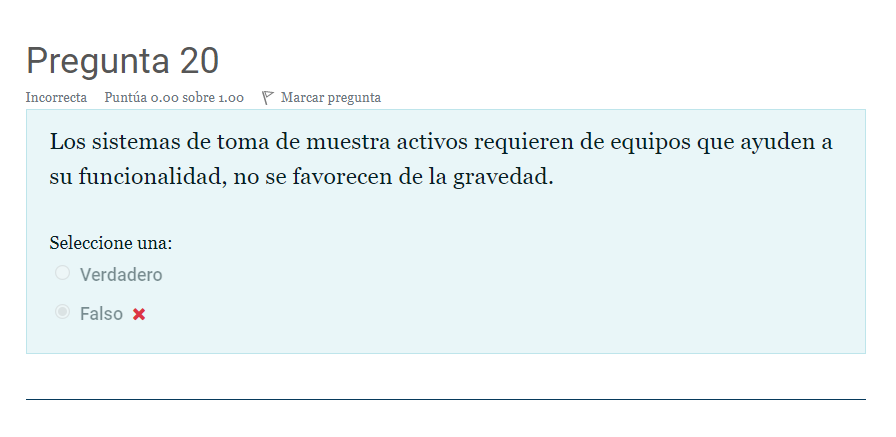 Pregunta 20
Incorrecta Puntúa 0.00 sobre 1.00 Marcar pregunta
Los sistemas de toma de muestra activos requieren de equipos que ayuden a
su funcionalidad, no se favorecen de la gravedad.
Seleccione una:
Verdadero
Falso